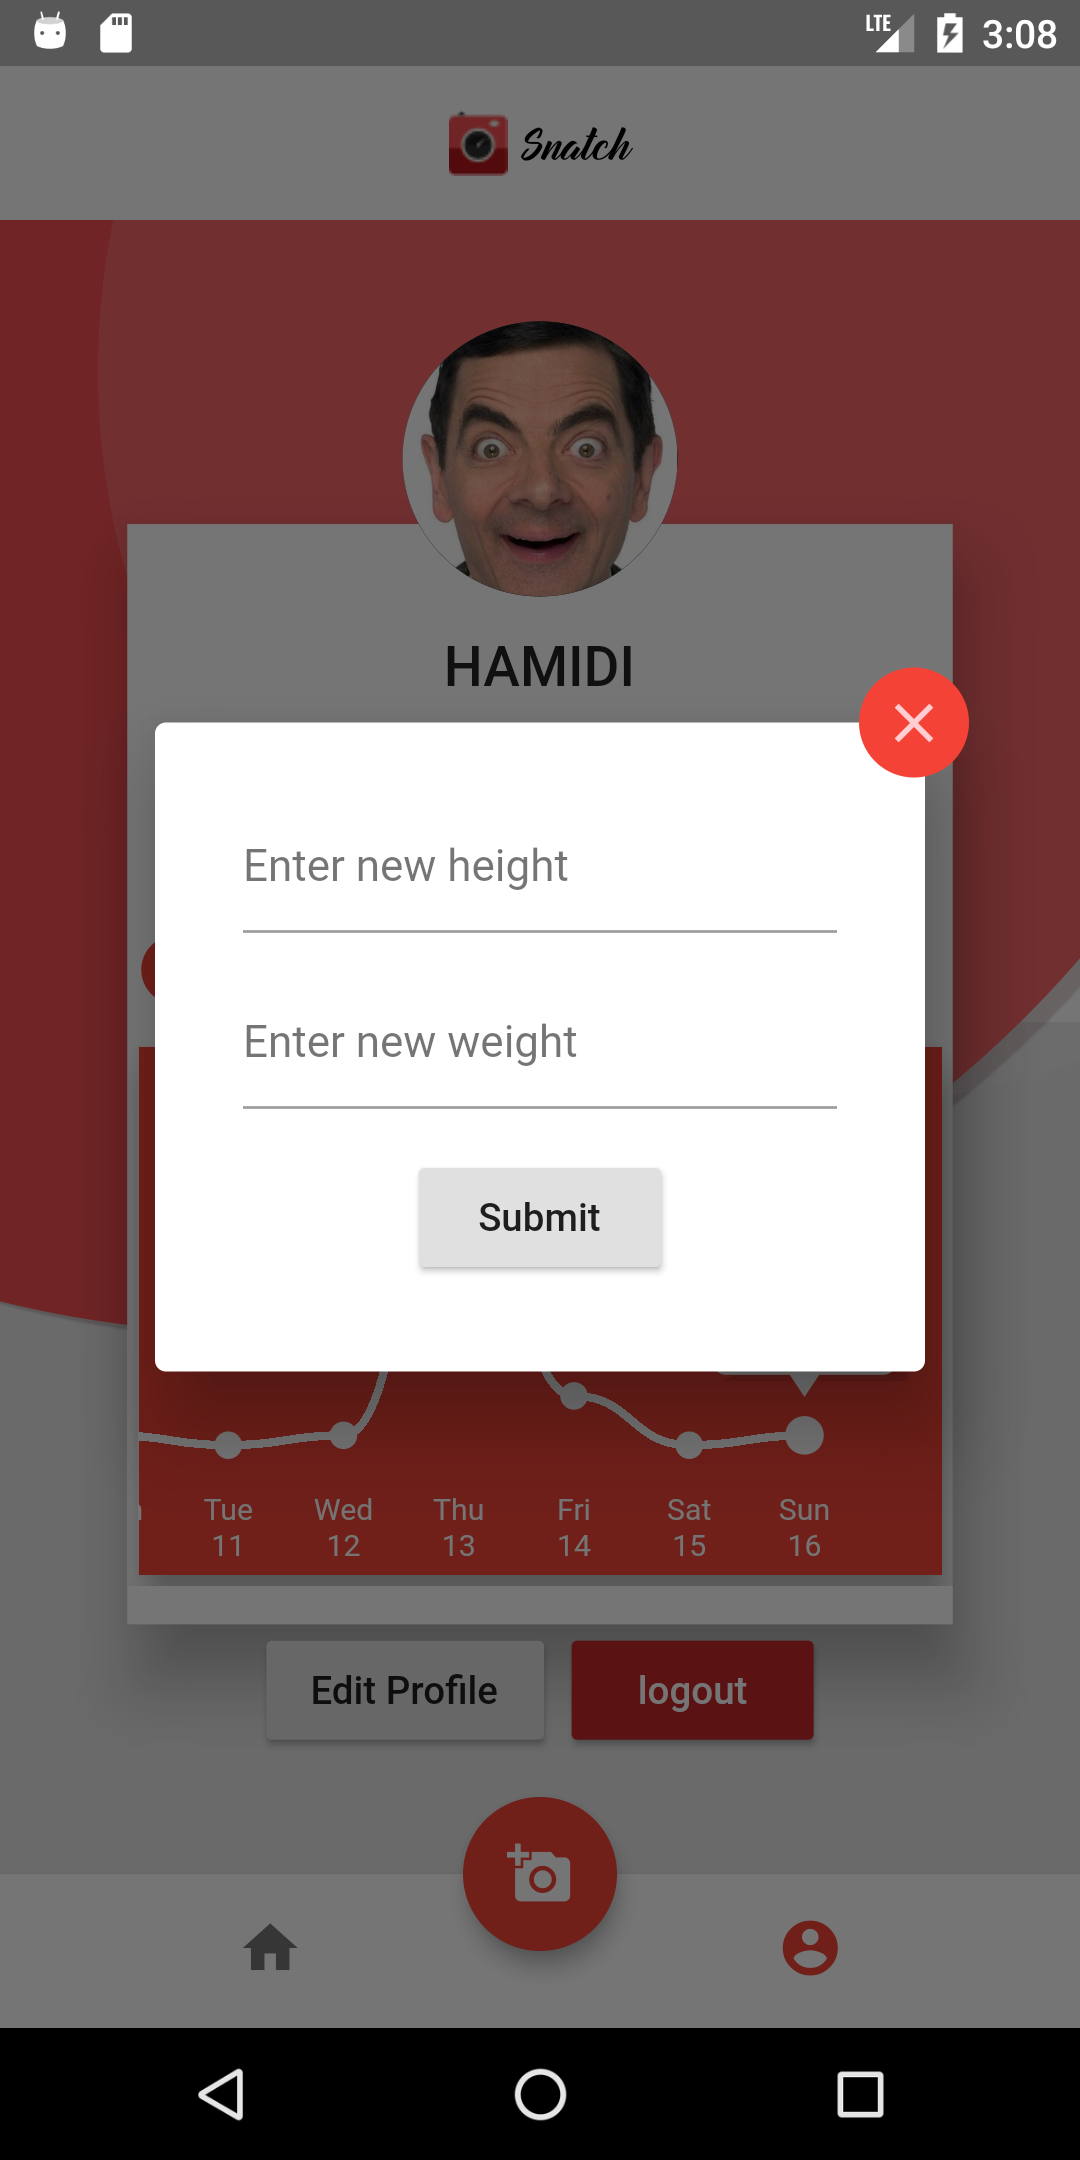 LTE 3:08
Snatch
HAMIDI
Enter new height
Enter new weight
Submit
Tue Wed Thu Fri Sat Sun
11 12 13 14 15 16
Edit Profile logout